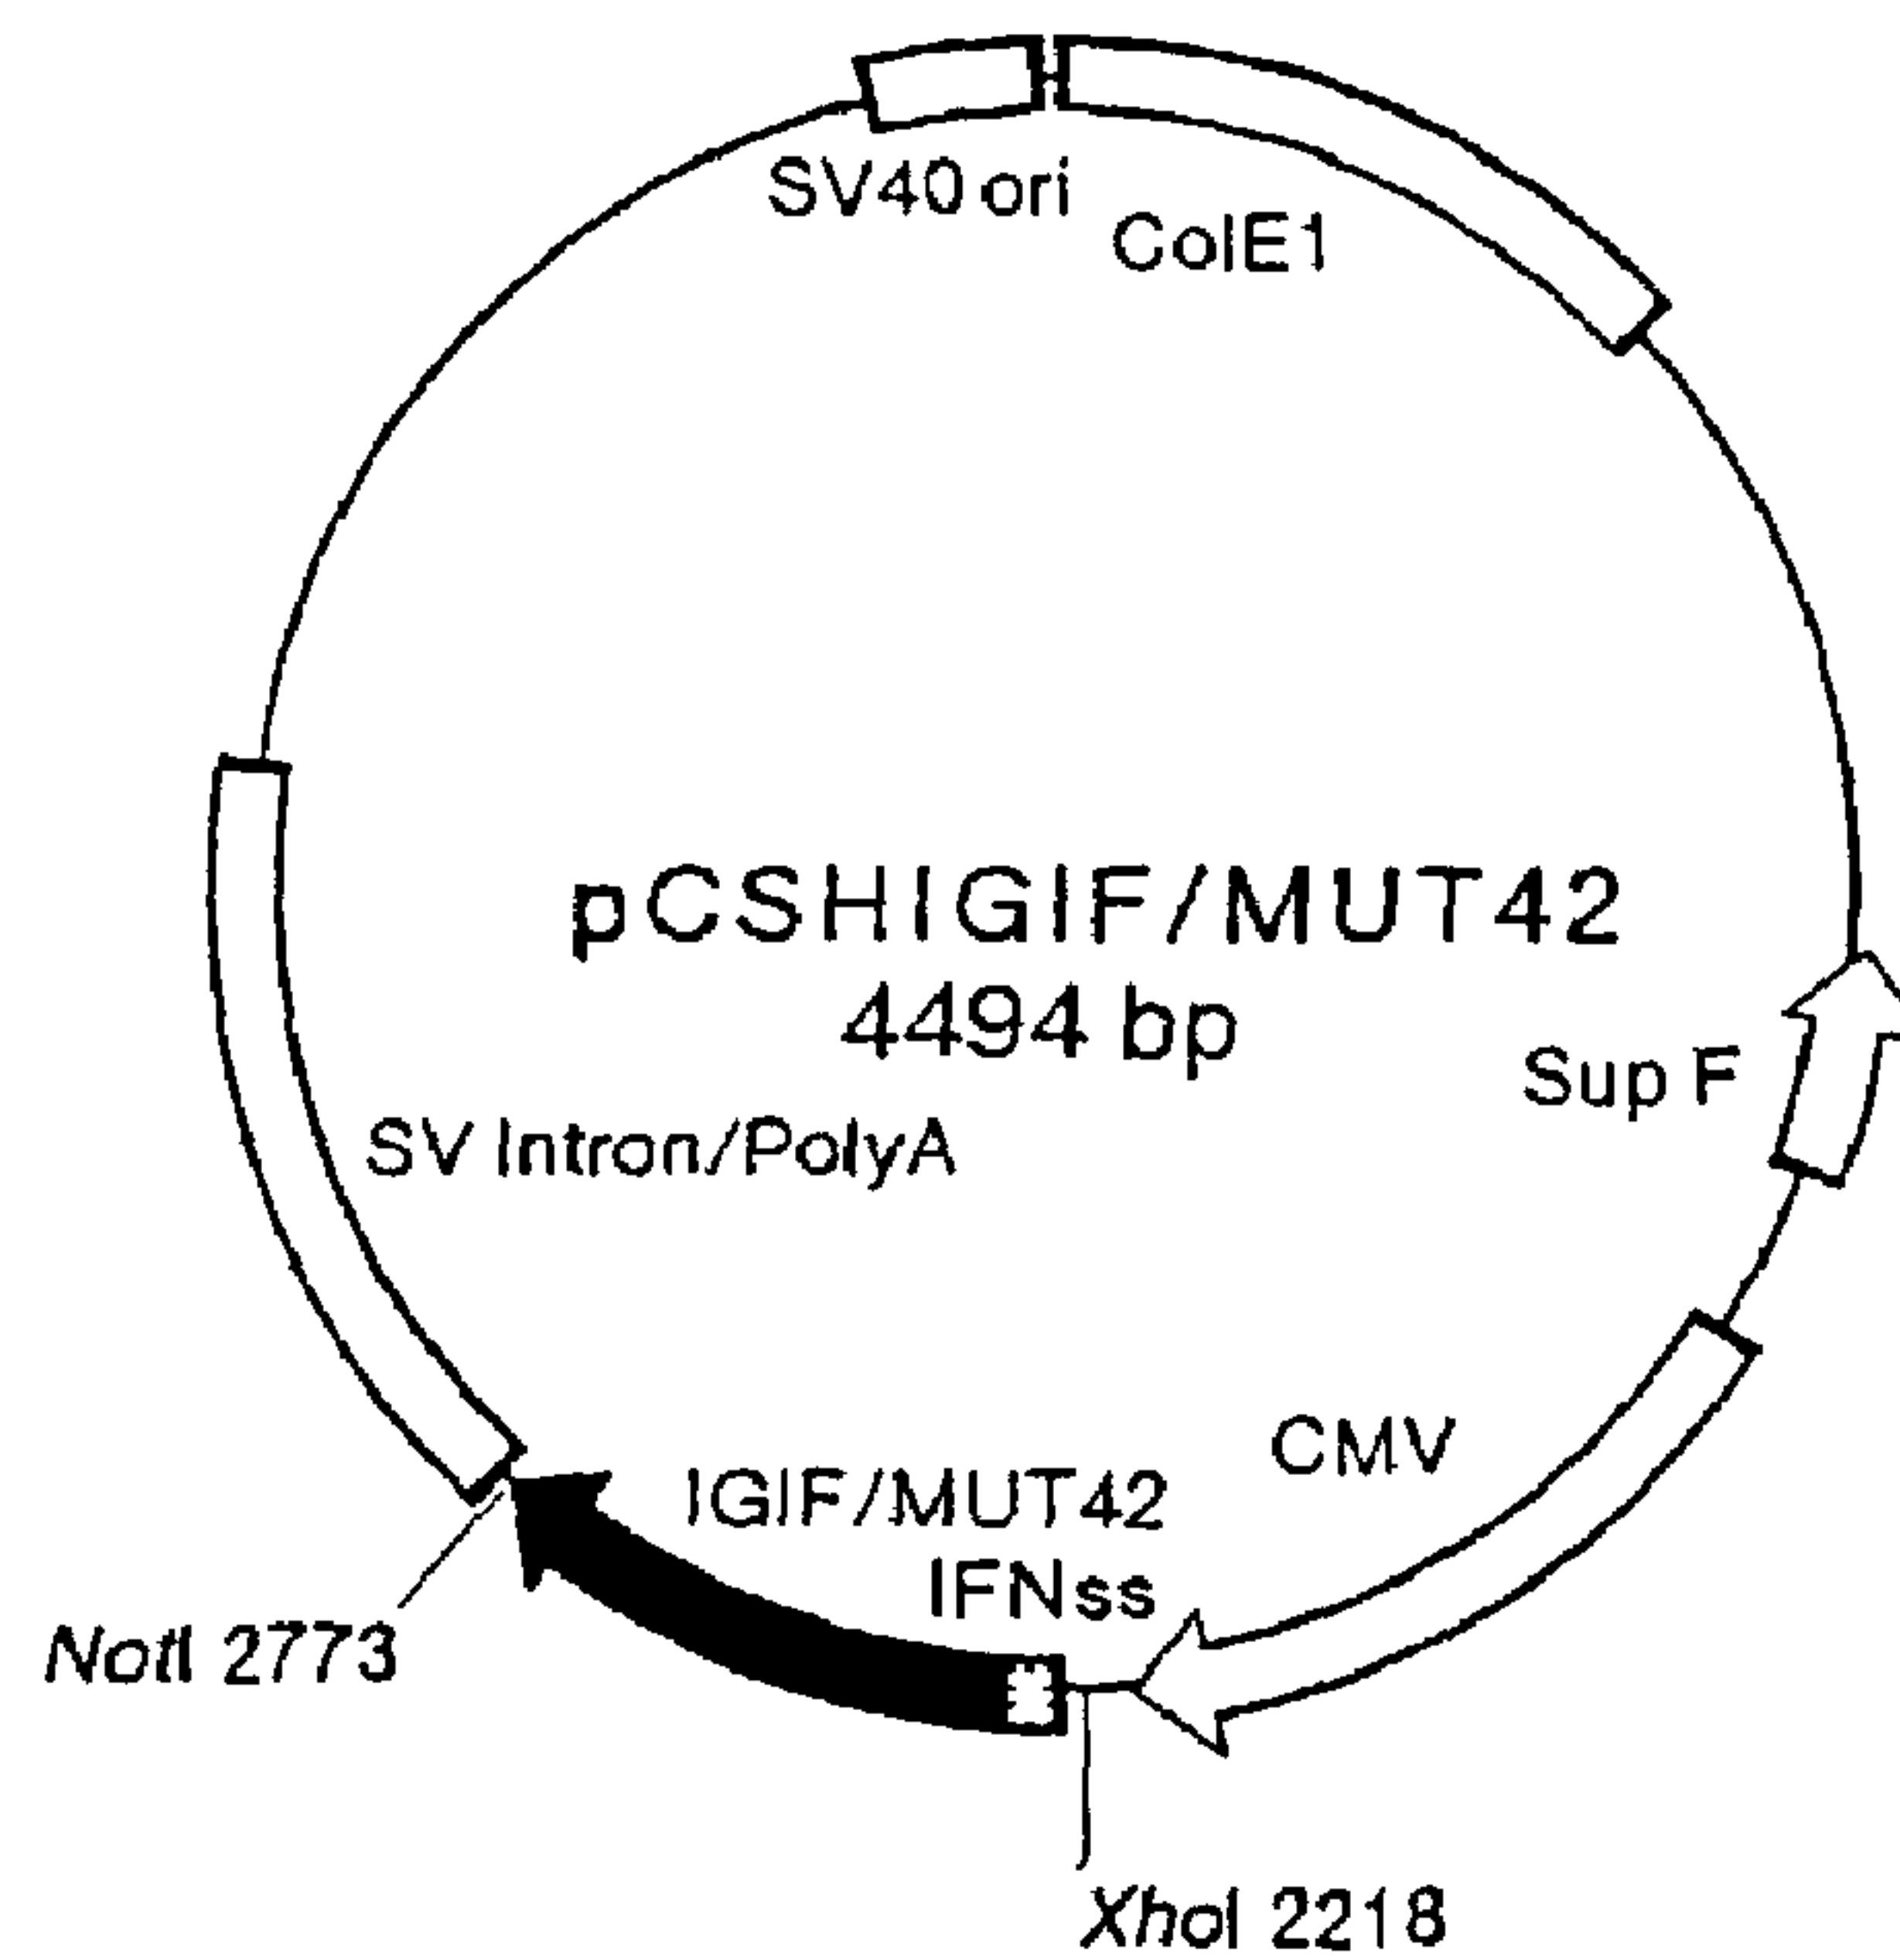 SV40 ori
ColE1
pCSHIGIF/MUT42
4494 bp
Sup F
SV Intron/PolyA
CMV
IGIF/MUT42
IFNss
NotI 2773
XhoI 2218